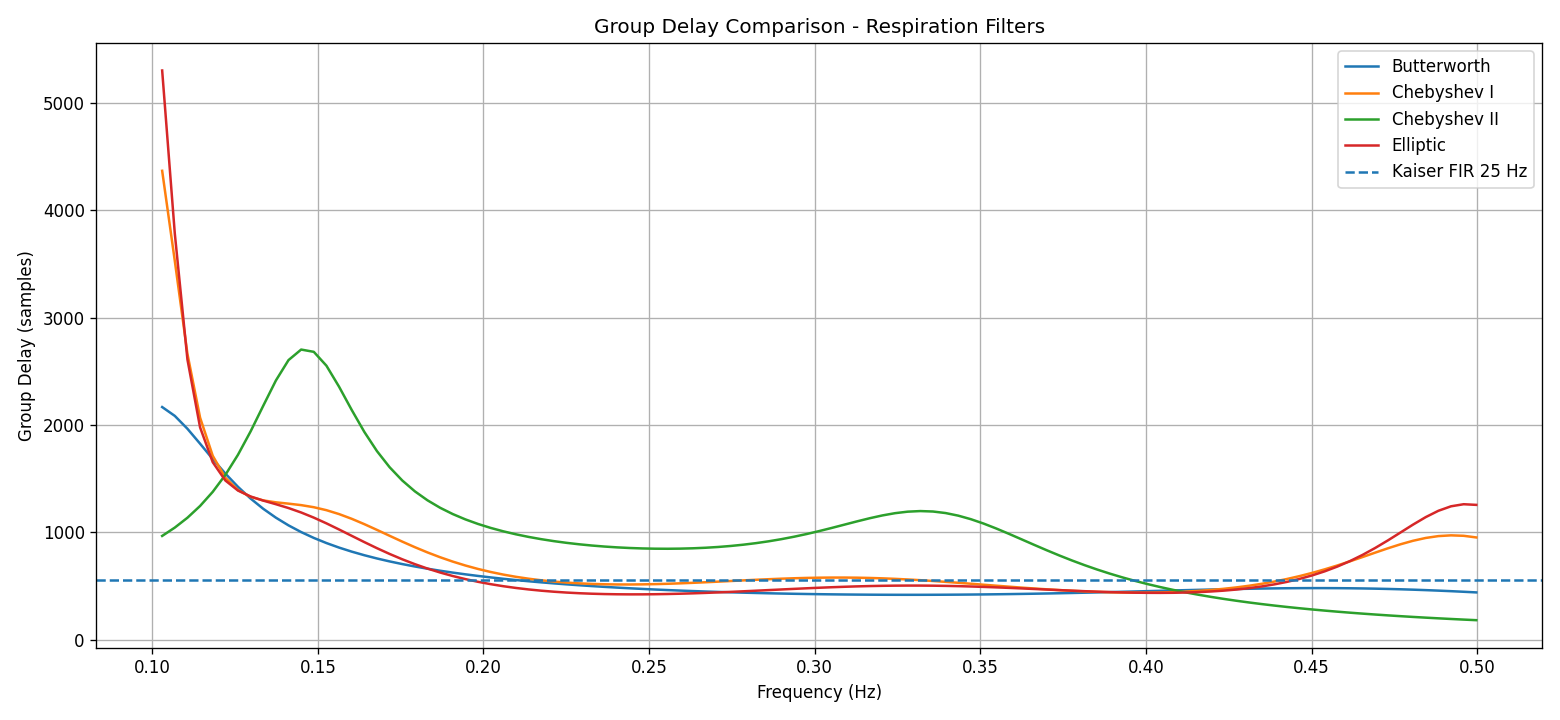 Group Delay Comparison - Respiration Filters
Group Delay (samples)
5000
4000
3000
2000
1000
0
Butterworth
Chebyshev I
Chebyshev II
Elliptic
Kaiser FIR 25 Hz
0.10 0.15 0.20 0.25 0.30 0.35 0.40 0.45 0.50
Frequency (Hz)